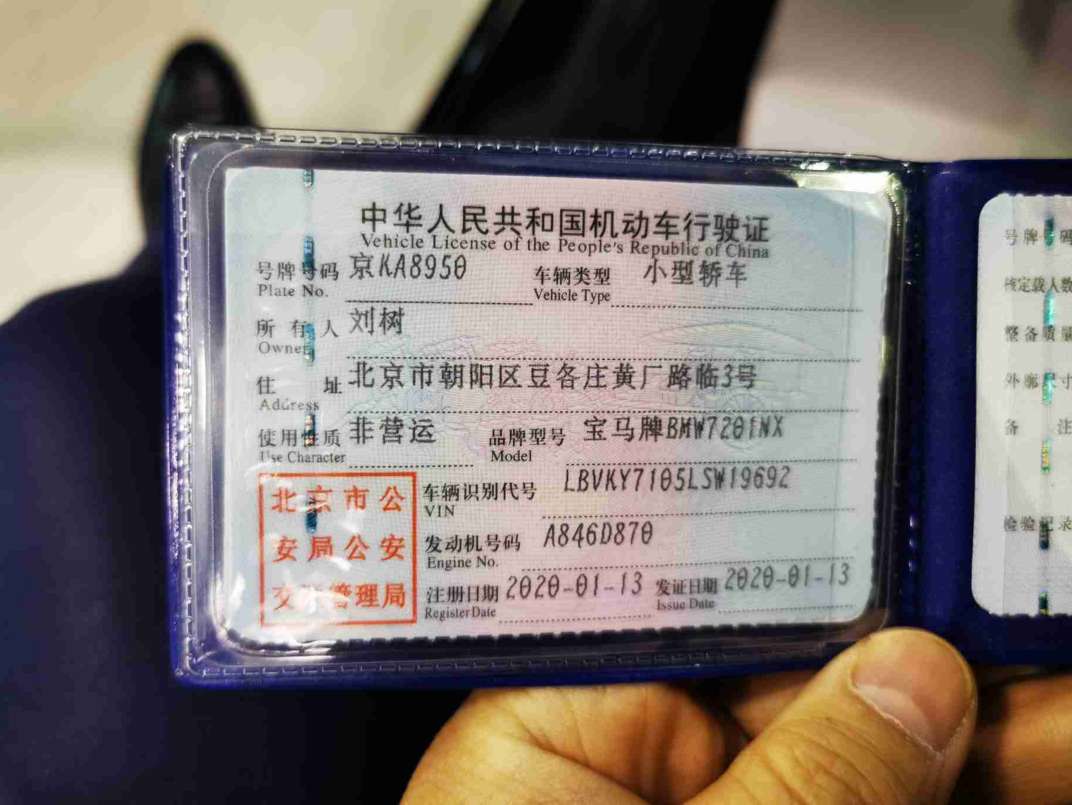 中华人民共和国机动车行驶证
Vehicle License of the People's Republic of China
号牌号码 京KA8950 车辆类型 小型轿车
Plate No. Vehicle Type
所有人 刘树
Owner
住址 北京市朝阳区豆各庄黄厂路临3号
Address
使用性质 非营运 品牌型号 宝马牌BMW7201NX
Use Character Model
北京市公
安局公安
交通管理局
车辆识别代号 LBVKY7105LSW19692
VIN
发动机号码 A846D870
Engine No.
注册日期 2020-01-13 发证日期 2020-01-13
Register Date Issue Date
号牌号码
核定载人数
整备质量
外廓尺寸
备注
检验记录